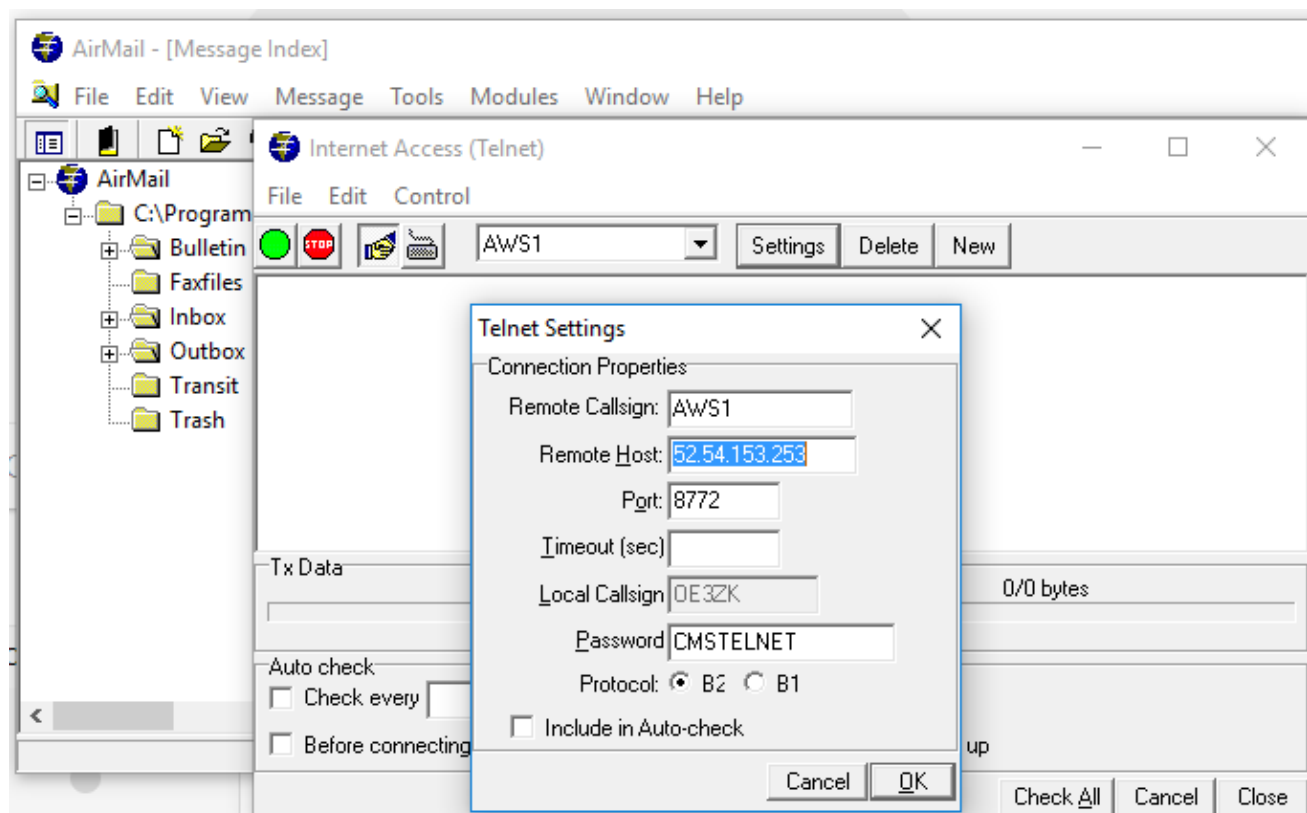 AirMail - [Message Index]
File Edit View Message Tools Modules Window Help
AirMail
C:\Program
Bulletin
Faxfiles
Inbox
Outbox
Transit
Trash
Internet Access (Telnet)
File Edit Control
STOP
AWS1
Settings Delete New
Telnet Settings
Connection Properties
Remote Callsign: AWS1
Remote Host: 52.54.153.253
Port: 8772
Timeout (sec)
Local Callsign OE3ZK
Password CMSTELNET
Protocol: B2 B1
Include in Auto-check
Cancel OK
Tx Data
0/0 bytes
Auto check
Check every
Before connecting
up
Check All Cancel Close